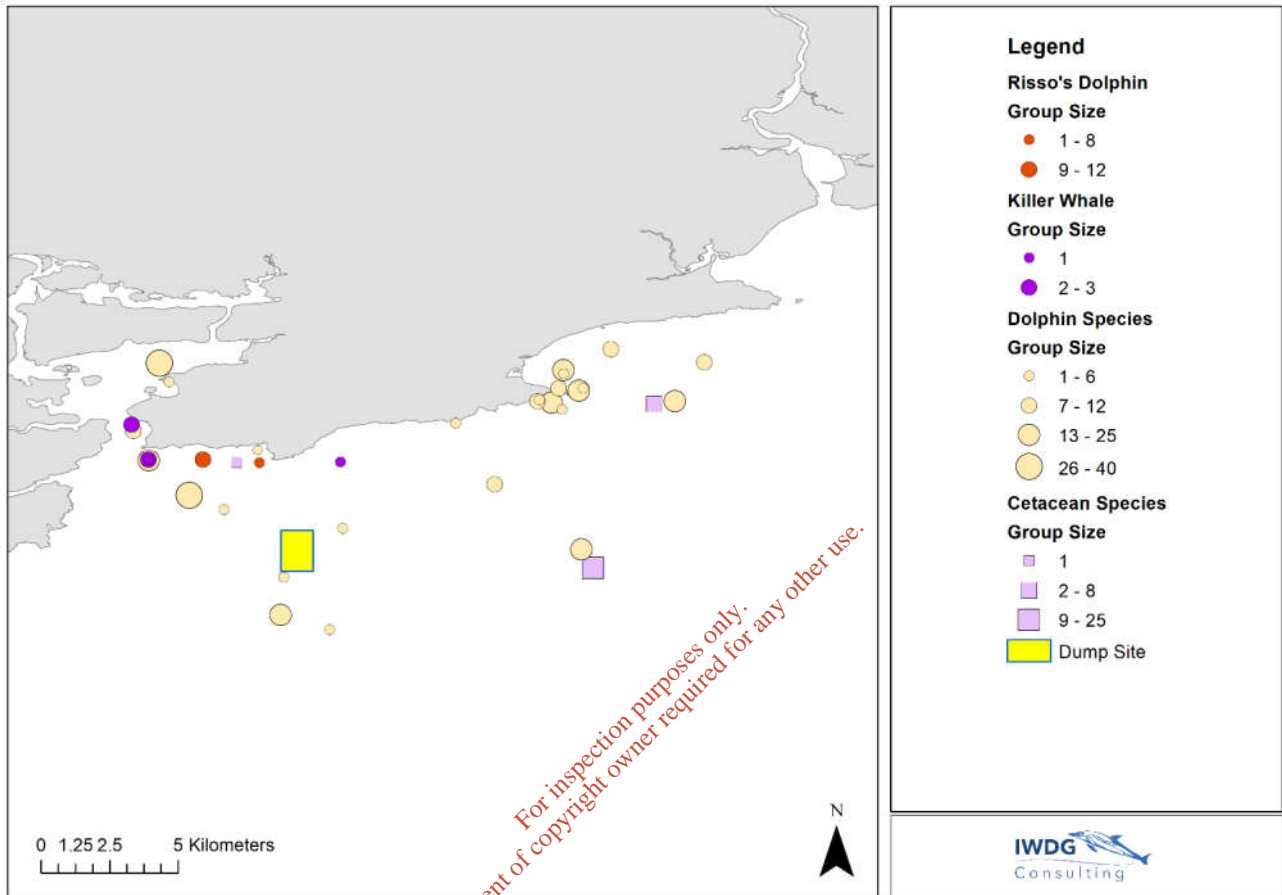 Legend
Risso's Dolphin
Group Size
1 - 8
9 - 12
Killer Whale
Group Size
1
2 - 3
Dolphin Species
Group Size
1 - 6
7 - 12
13 - 25
26 - 40
Cetacean Species
Group Size
1
2 - 8
9 - 25
Dump Site
For inspection purposes only.
of copyright owner required for any other use.
N
0 1.25 2.5 5 Kilometers
IWDG
Consulting